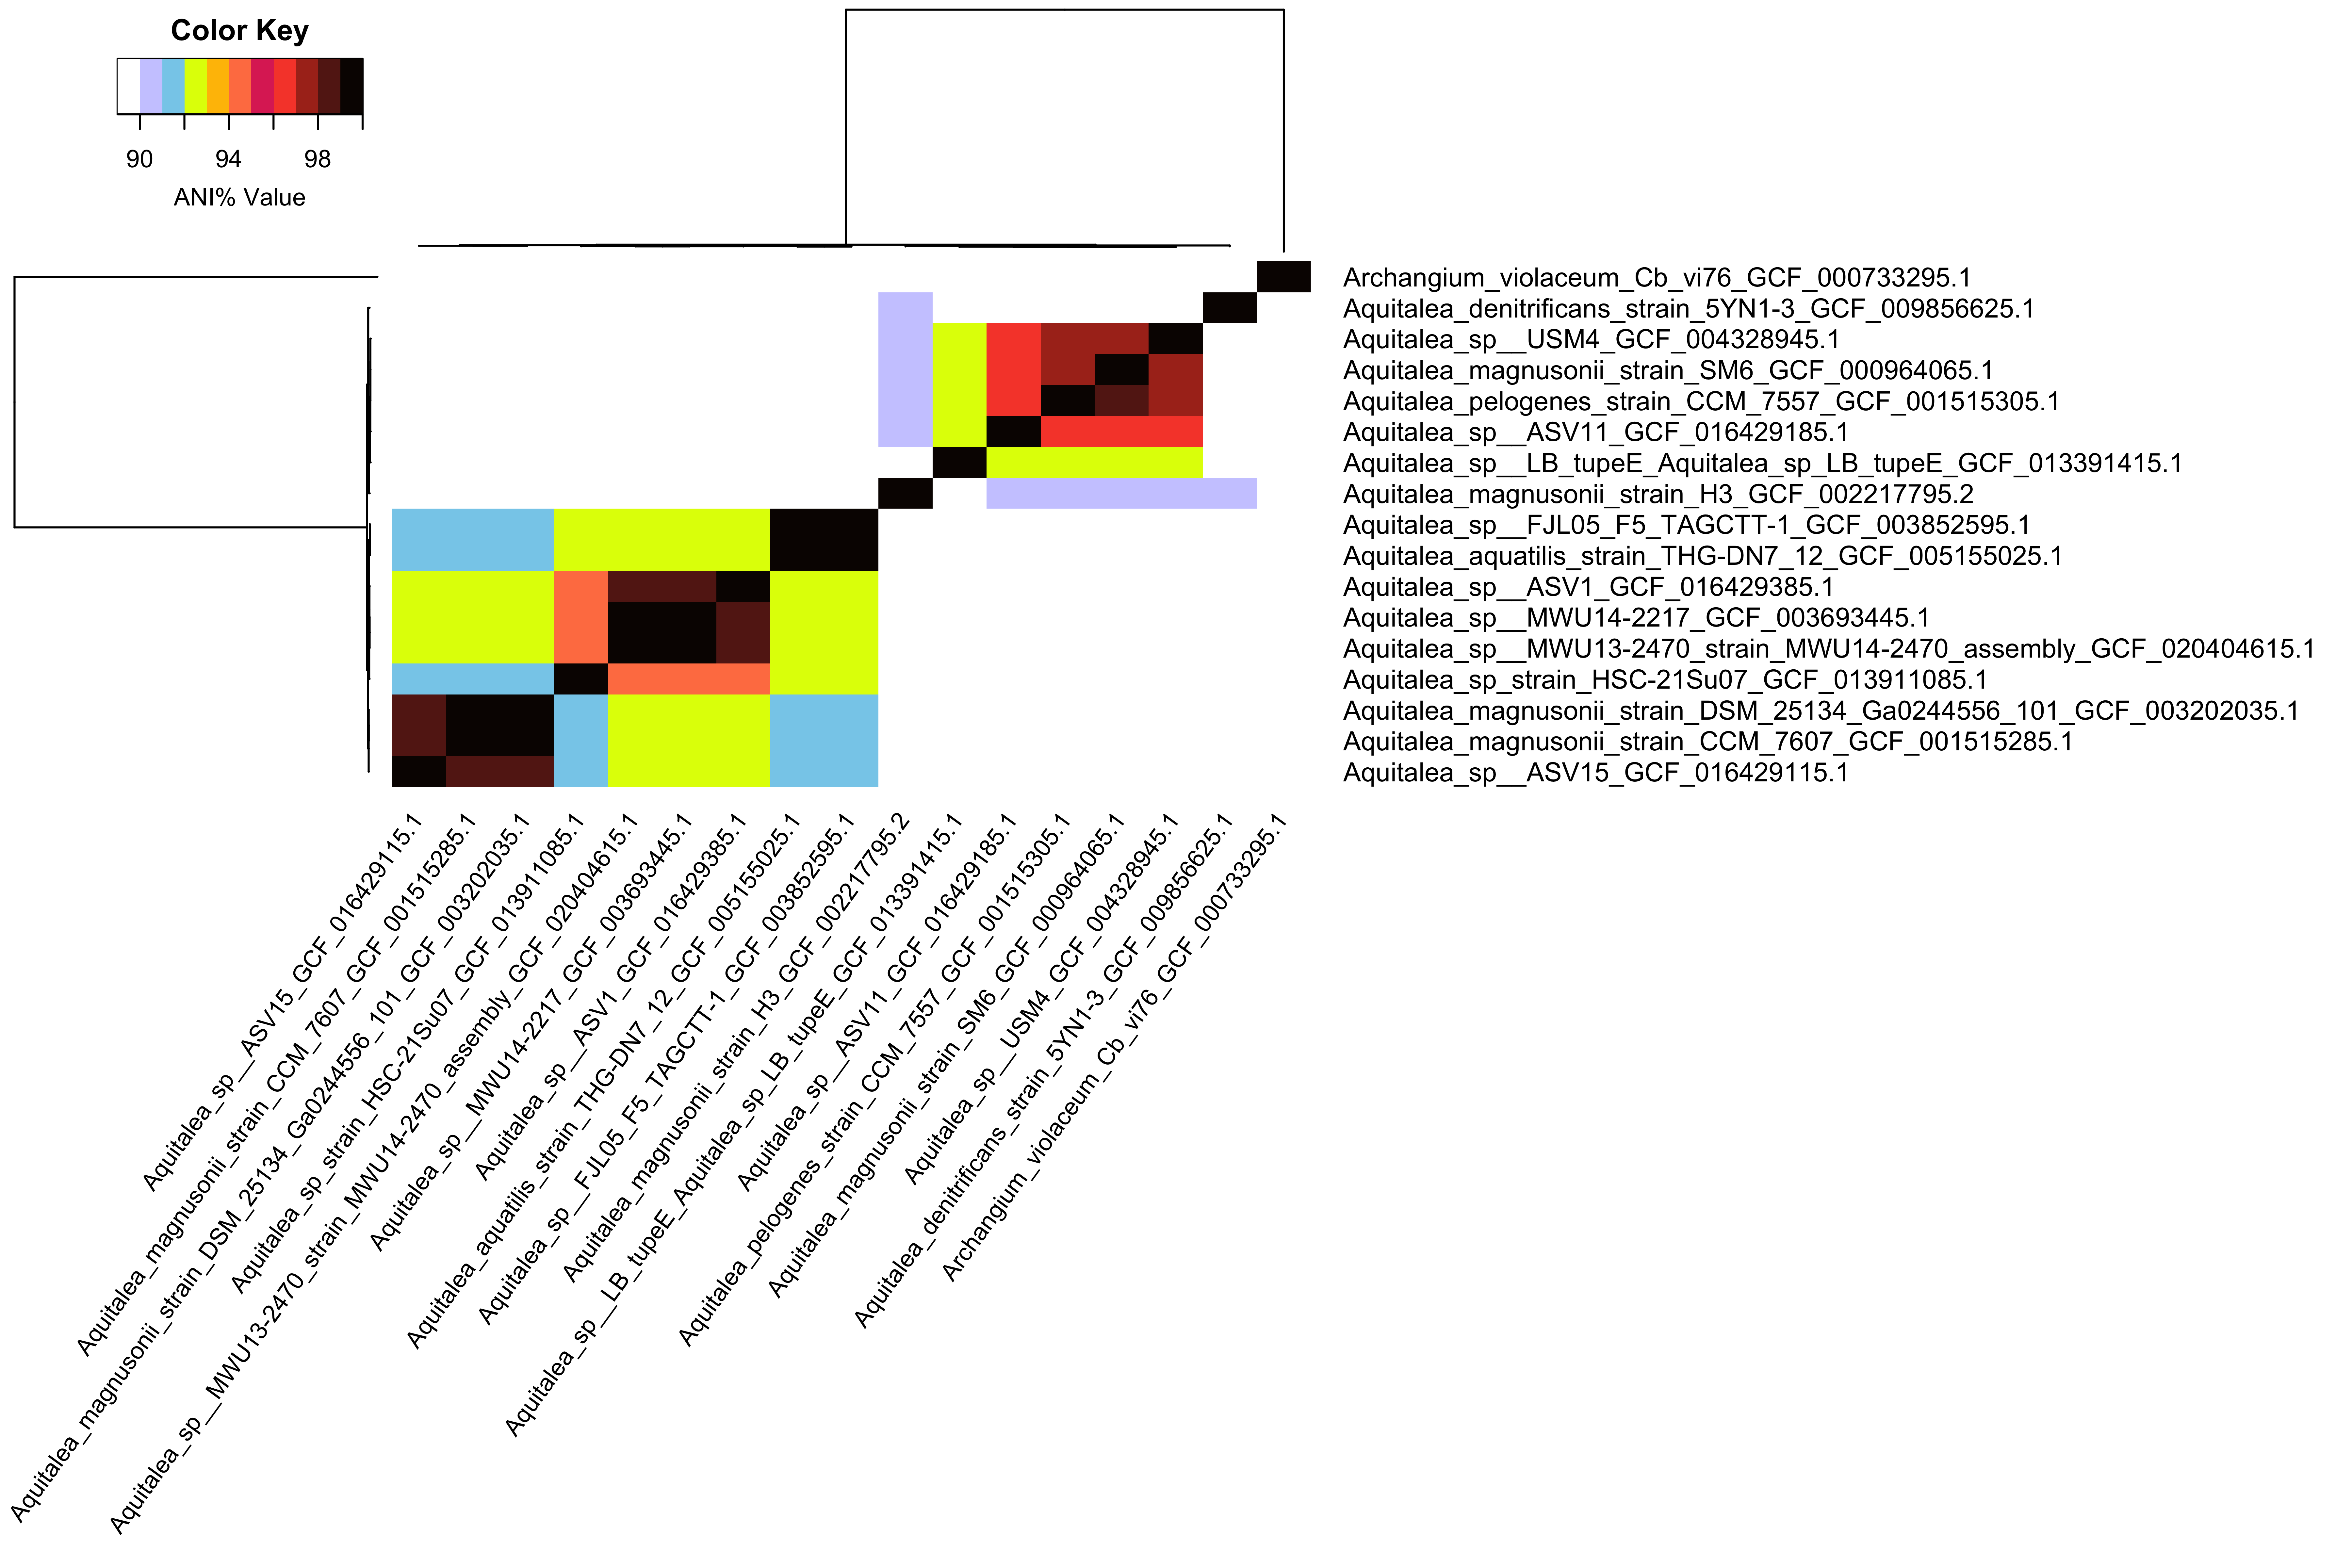 Color Key
90 94 98
ANI% Value
Archangium_violaceum_Cb_vi76_GCF_000733295.1
Aquitalea_denitrificans_strain_5YN1-3_GCF_009856625.1
Aquitalea_sp__USM4_GCF_004328945.1
Aquitalea_magnusonii_strain_SM6_GCF_000964065.1
Aquitalea_pelogenes_strain_CCM_7557_GCF_001515305.1
Aquitalea_sp__ASV11_GCF_016429185.1
Aquitalea_sp__LB_tupeE_Aquitalea_sp_LB_tupeE_GCF_013391415.1
Aquitalea_magnusonii_strain_H3_GCF_002217795.2
Aquitalea_sp__FJL05_F5_TAGCTT-1_GCF_003852595.1
Aquitalea_aquatilis_strain_THG-DN7_12_GCF_005155025.1
Aquitalea_sp__ASV1_GCF_016429385.1
Aquitalea_sp__MWU14-2217_GCF_003693445.1
Aquitalea_sp__MWU13-2470_strain_MWU14-2470_assembly_GCF_020404615.1
Aquitalea_sp_strain_HSC-21Su07_GCF_013911085.1
Aquitalea_magnusonii_strain_DSM_25134_Ga0244556_101_GCF_003202035.1
Aquitalea_magnusonii_strain_CCM_7607_GCF_001515285.1
Aquitalea_sp__ASV15_GCF_016429115.1
Aquitalea_sp__ASV15_GCF_016429115.1
Aquitalea_magnusonii_strain_CCM_7607_GCF_001515285.1
Aquitalea_magnusonii_strain_DSM_25134_Ga0244556_101_GCF_003202035.1
Aquitalea_sp_strain_HSC-21Su07_GCF_013911085.1
Aquitalea_sp__MWU13-2470_strain_MWU14-2470_assembly_GCF_020404615.1
Aquitalea_sp__MWU14-2217_GCF_003693445.1
Aquitalea_sp__ASV1_GCF_016429385.1
Aquitalea_aquatilis_strain_THG-DN7_12_GCF_005155025.1
Aquitalea_sp__FJL05_F5_TAGCTT-1_GCF_003852595.1
Aquitalea_magnusonii_strain_H3_GCF_002217795.2
Aquitalea_sp__LB_tupeE_Aquitalea_sp_LB_tupeE_GCF_013391415.1
Aquitalea_sp__ASV11_GCF_016429185.1
Aquitalea_pelogenes_strain_CCM_7557_GCF_001515305.1
Aquitalea_magnusonii_strain_SM6_GCF_000964065.1
Aquitalea_sp__USM4_GCF_004328945.1
Aquitalea_denitrificans_strain_5YN1-3_GCF_009856625.1
Archangium_violaceum_Cb_vi76_GCF_000733295.1